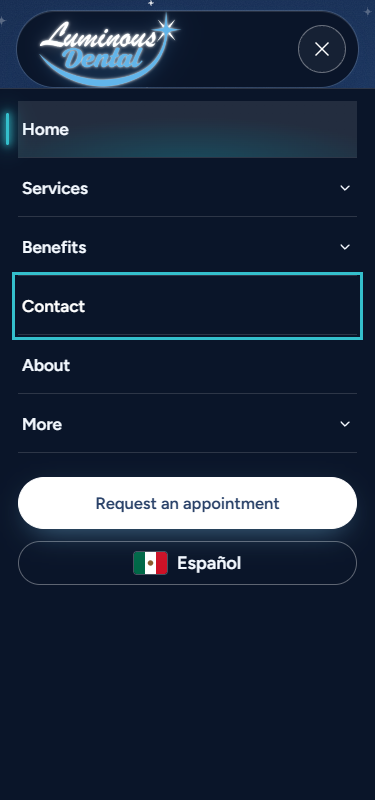 Luminous
Dental
Home
Services
Benefits
Contact
About
More
Request an appointment
Español